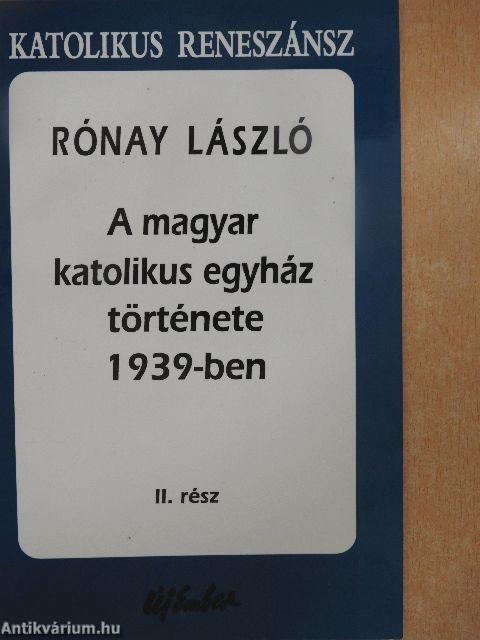 KATOLIKUS RENESZÁNSZ
RÓNAY LÁSZLÓ
A magyar
katolikus egyház
története
1939-ben
II. rész
Új Ember
Antikvárium.hu